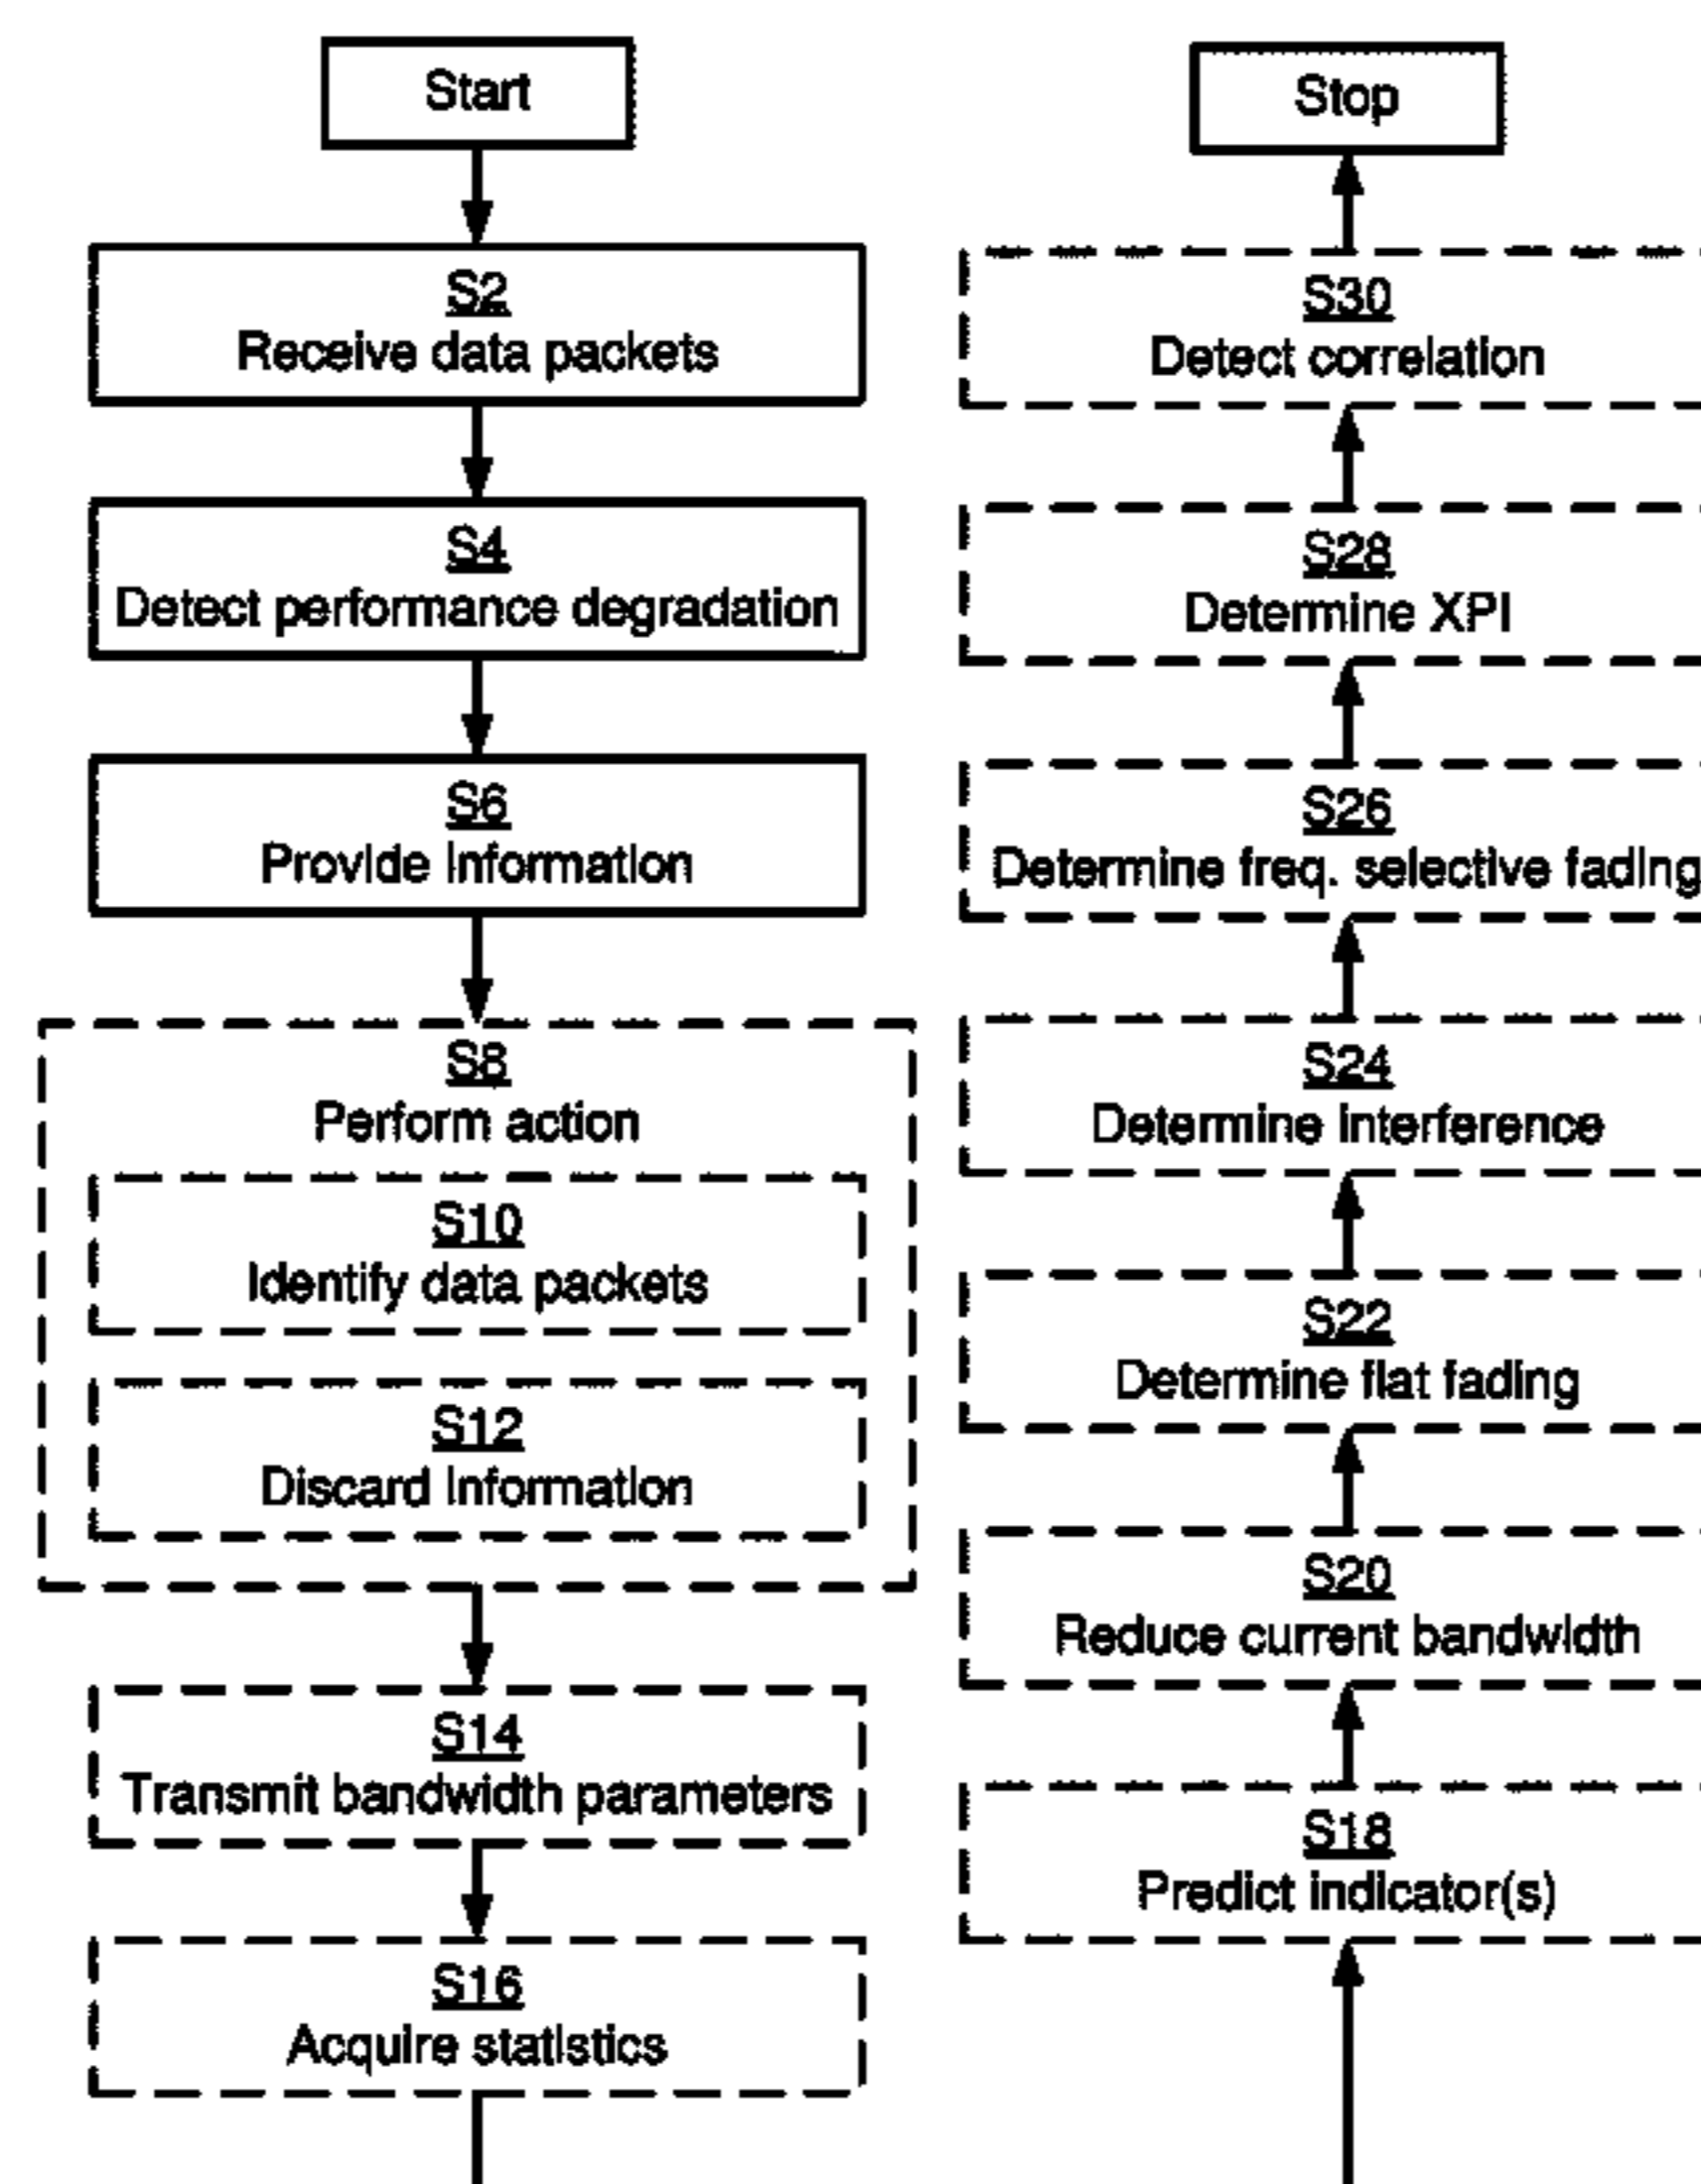 Start
S2
Receive data packets
S4
Detect performance degradation
S6
Provide information
S8
Perform action
S10
Identify data packets
S12
Discard information
S14
Transmit bandwidth parameters
S16
Acquire statistics
Stop
S30
Detect correlation
S28
Determine XPI
S26
Determine freq. selective fading
S24
Determine interference
S22
Determine flat fading
S20
Reduce current bandwidth
S18
Predict indicator(s)